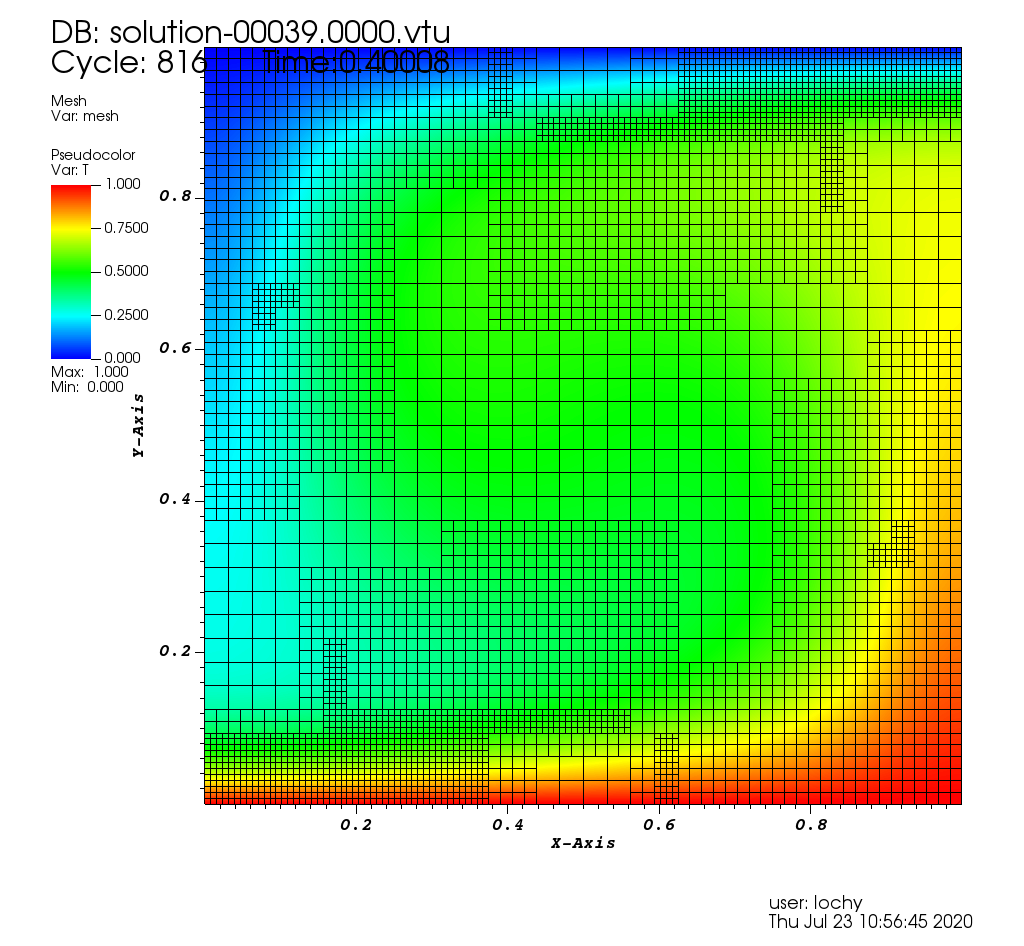 DB: solution-00039.0000.vtu
Cycle: 816 Time:0.40008
Mesh
Var: mesh
Pseudocolor
Var: T
1.000
0.7500
0.5000
0.2500
0.000
Max: 1.000
Min: 0.000
Y-Axis
0.8
0.6
0.4
0.2
0.2 0.4 0.6 0.8
X-Axis
user: lochy
Thu Jul 23 10:56:45 2020